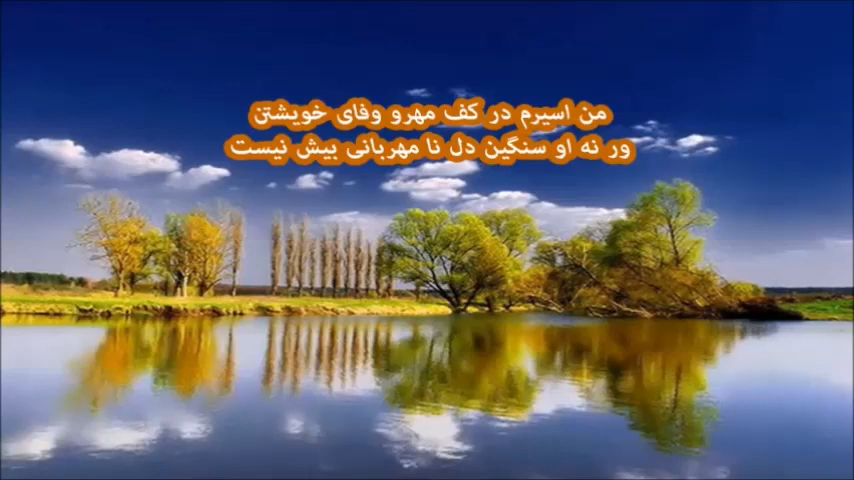 من اسیرم در کف مهرو وفای خویشتن
ور نه او سنگین دل نا مهربانی بیش نیست